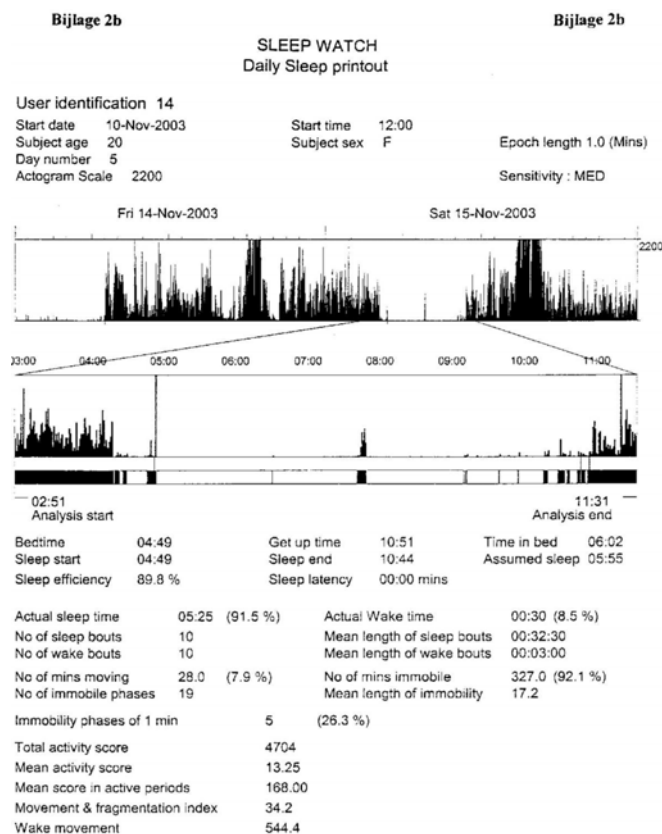 Bijlage 2b Bijlage 2b
SLEEP WATCH
Daily Sleep printout
User identification 14
Start date 10-Nov-2003 Start time 12:00
Subject age 20 Subject sex F Epoch length 1.0 (Mins)
Day number 5
Actogram Scale 2200 Sensitivity : MED
Fri 14-Nov-2003 Sat 15-Nov-2003
2200
03:00 04:00 05:00 06:00 07:00 08:00 09:00 10:00 11:00
02:51 11:31
Analysis start Analysis end
Bedtime 04:49 Get up time 10:51 Time in bed 06:02
Sleep start 04:49 Sleep end 10:44 Assumed sleep 05:55
Sleep efficiency 89.8 % Sleep latency 00:00 mins
Actual sleep time 05:25 (91.5 %) Actual Wake time 00:30 (8.5 %)
No of sleep bouts 10 Mean length of sleep bouts 00:32:30
No of wake bouts 10 Mean length of wake bouts 00:03:00
No of mins moving 28.0 (7.9 %) No of mins immobile 327.0 (92.1 %)
No of immobile phases 19 Mean length of immobility 17.2
Immobility phases of 1 min 5 (26.3 %)
Total activity score 4704
Mean activity score 13.25
Mean score in active periods 168.00
Movement & fragmentation index 34.2
Wake movement 544.4